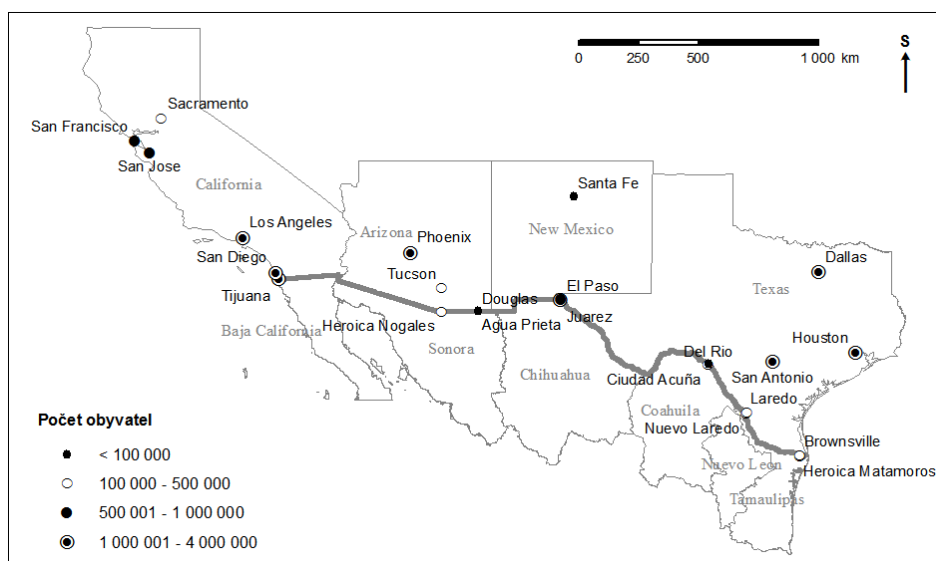 0 250 500 1 000 km
S
Sacramento
San Francisco
San Jose
California
Santa Fe
Los Angeles
Arizona
Phoenix
New Mexico
San Diego
Tucson
Dallas
Tijuana
Douglas
El Paso
Texas
Baja California
Heroica Nogales
Agua Prieta
Juarez
Sonora
Houston
Del Rio
Chihuahua
Ciudad Acuña
San Antonio
Laredo
Coahuila
Nuevo Laredo
Brownsville
Nuevo León
Heroica Matamoros
Tamaulipas
Počet obyvatel
< 100 000
100 000 - 500 000
500 001 - 1 000 000
1 000 001 - 4 000 000